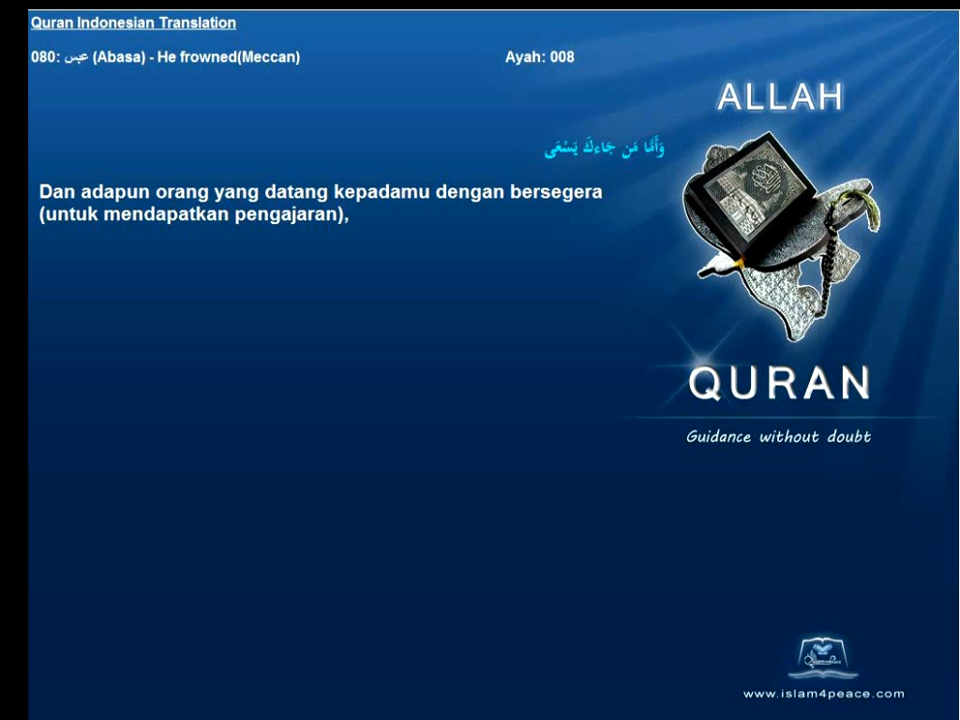 Quran Indonesian Translation
080: عبس (Abasa) - He frowned(Meccan) Ayah: 008
ALLAH
وَأَمَّا مَن جَاءكَ يَسْعَى
Dan adapun orang yang datang kepadamu dengan bersegera
(untuk mendapatkan pengajaran),
QURAN
Guidance without doubt
www.islam4peace.com